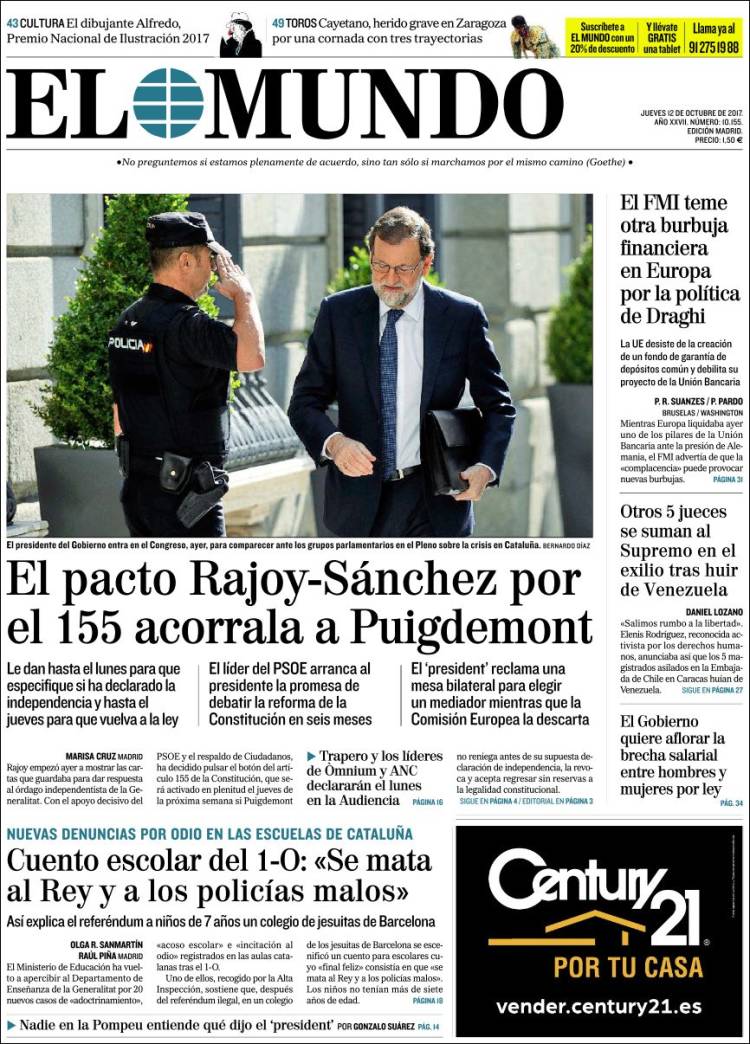 43 CULTURA El dibujante Alfredo,
Premio Nacional de Ilustración 2017
49 TOROS Cayetano, herido grave en Zaragoza
por una cornada con tres trayectorias
Suscríbete a
EL MUNDO con un
20% de descuento
Y llévate
GRATIS
una tablet
Llama ya al
91 275 19 88
EL MUNDO
JUEVES 12 DE OCTUBRE DE 2017.
AÑO XXVII. NÚMERO: 10.155.
EDICIÓN MADRID.
PRECIO: 1,50 €
•No preguntemos si estamos plenamente de acuerdo, sino tan sólo si marchamos por el mismo camino (Goethe) •
POLICIA
El presidente del Gobierno entra en el Congreso, ayer, para comparecer ante los grupos parlamentarios en el Pleno sobre la crisis en Cataluña. BERNARDO DÍAZ
El pacto Rajoy-Sánchez por
el 155 acorrala a Puigdemont
Le dan hasta el lunes para que
especifique si ha declarado la
independencia y hasta el
jueves para que vuelva a la ley
El líder del PSOE arranca al
presidente la promesa de
debatir la reforma de la
Constitución en seis meses
El ‘president’ reclama una
mesa bilateral para elegir
un mediador mientras que la
Comisión Europea la descarta
MARISA CRUZ MADRID
Rajoy empezó ayer a mostrar las cartas
que guardaba para dar respuesta
al órdago independentista de la Generalitat.
Con el apoyo decisivo del
PSOE y el respaldo de Ciudadanos,
ha decidido pulsar el botón del artículo
155 de la Constitución, que será
activado en plenitud el jueves de
la próxima semana si Puigdemont
▶ Trapero y los líderes
de Òmnium y ANC
declararán el lunes
en la Audiencia PÁGINA 16
no reniega antes de su supuesta declaración
de independencia, la revoca
y acepta regresar sin reservas a
la legalidad constitucional.
SIGUE EN PÁGINA 4 / EDITORIAL EN PÁGINA 3
El FMI teme
otra burbuja
financiera
en Europa
por la política
de Draghi
La UE desiste de la creación
de un fondo de garantía de
depósitos común y debilita su
proyecto de la Unión Bancaria
P. R. SUANZES / P. PARDO
BRUSELAS / WASHINGTON
Mientras Europa liquidaba ayer
uno de los pilares de la Unión
Bancaria ante la presión de Alemania,
el FMI advertía de que la
«complacencia» puede provocar
nuevas burbujas. PÁGINA 31
Otros 5 jueces
se suman al
Supremo en el
exilio tras huir
de Venezuela
DANIEL LOZANO
«Salimos rumbo a la libertad».
Elenis Rodríguez, reconocida activista
por los derechos humanos,
anunciaba así que los 5 magistrados
asilados en la Embajada
de Chile en Caracas huían de
Venezuela. SIGUE EN PÁGINA 27
El Gobierno
quiere aflorar la
brecha salarial
entre hombres y
mujeres por ley
PÁG. 34
NUEVAS DENUNCIAS POR ODIO EN LAS ESCUELAS DE CATALUÑA
Cuento escolar del 1-O: «Se mata
al Rey y a los policías malos»
Así explica el referéndum a niños de 7 años un colegio de jesuitas de Barcelona
OLGA R. SANMARTÍN
RAÚL PIÑA MADRID
El Ministerio de Educación ha vuelto
a apercibir al Departamento de
Enseñanza de la Generalitat por 20
nuevos casos de «adoctrinamiento»,
«acoso escolar» e «incitación al
odio» registrados en las aulas catalanas
tras el 1-O.
Uno de ellos, recogido por la Alta
Inspección, sostiene que, después
del referéndum ilegal, en un colegio
de los jesuitas de Barcelona se escenificó
un cuento para escolares cuyo
«final feliz» consistía en que «se
mata al Rey y a los policías malos».
Los niños no tenían más de siete
años de edad. PÁGINA 18
▶ Nadie en la Pompeu entiende qué dijo el ‘president’ POR GONZALO SUÁREZ PÁG. 14
Century 21®
POR TU CASA
vender.century21.es